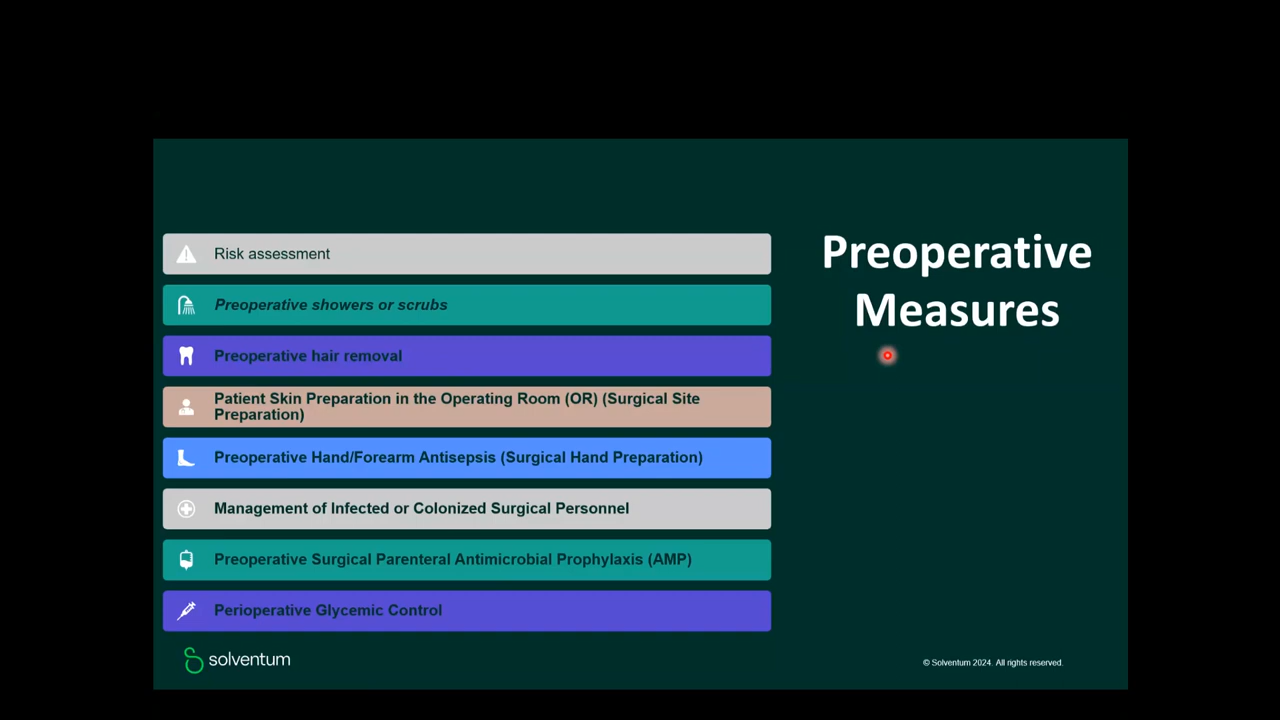 Preoperative
Measures
Risk assessment
Preoperative showers or scrubs
Preoperative hair removal
Patient Skin Preparation in the Operating Room (OR) (Surgical Site
Preparation)
Preoperative Hand/Forearm Antisepsis (Surgical Hand Preparation)
Management of Infected or Colonized Surgical Personnel
Preoperative Surgical Parenteral Antimicrobial Prophylaxis (AMP)
Perioperative Glycemic Control
solventum
© Solventum 2024. All rights reserved.